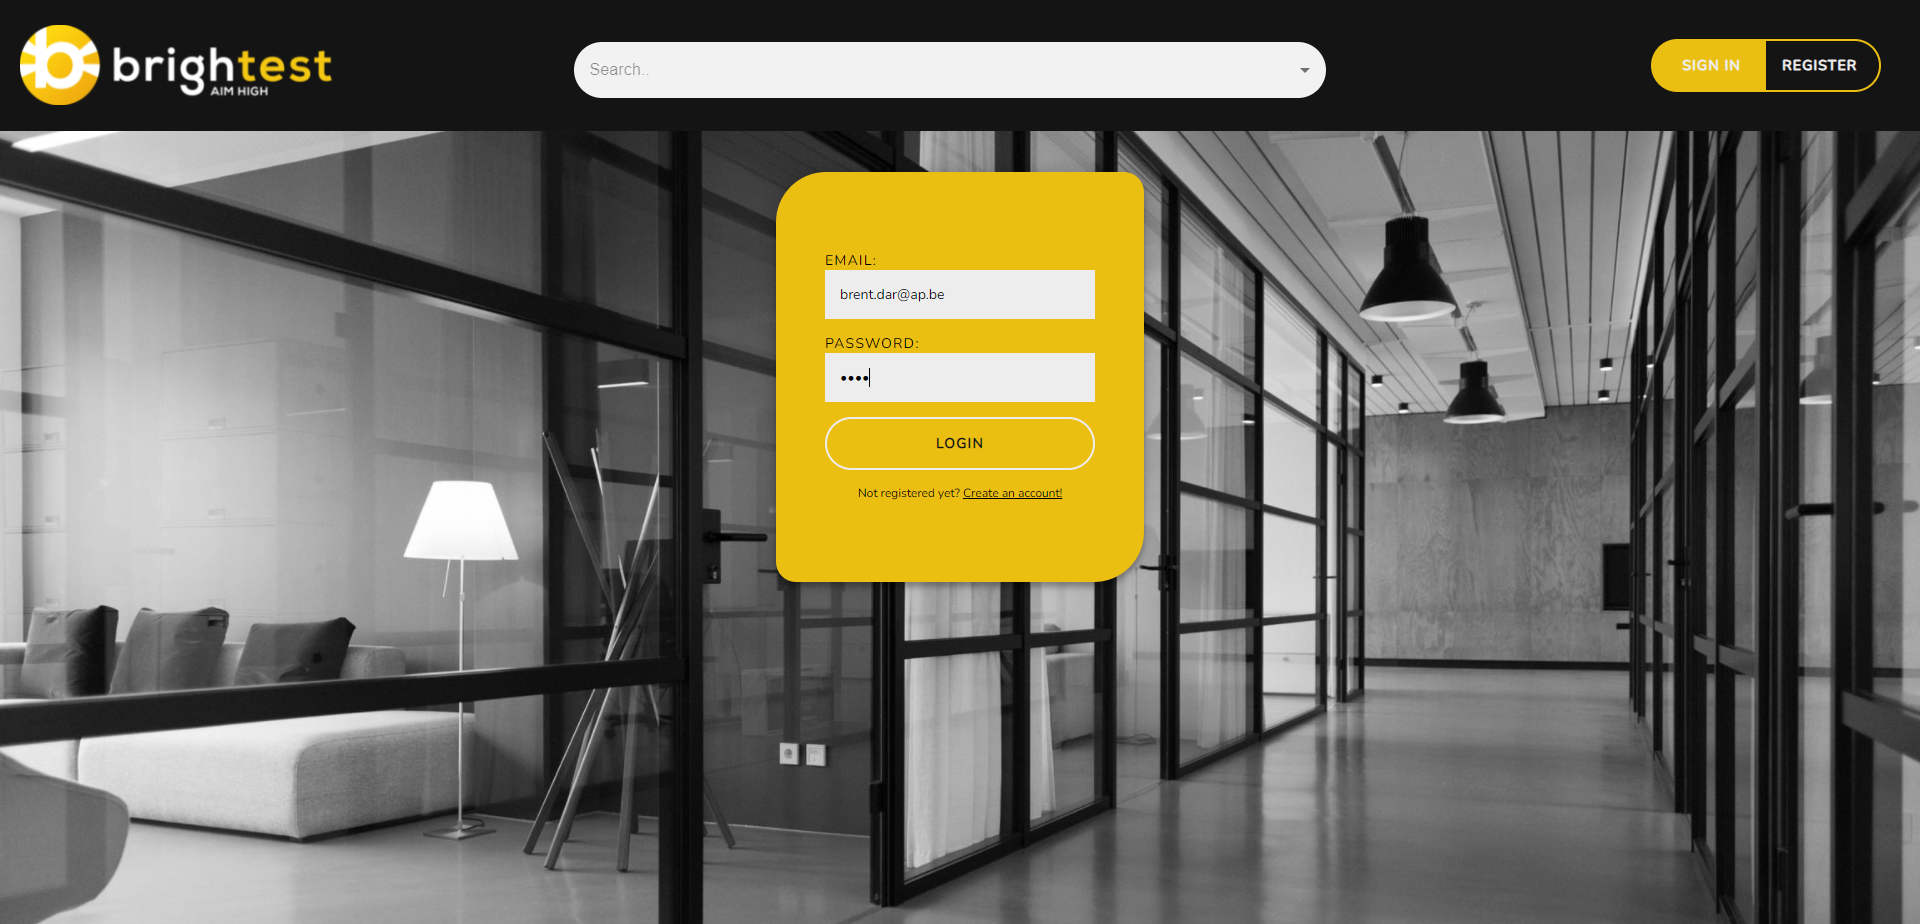 brightest
AIM HIGH
Search..
SIGN IN
REGISTER
EMAIL:
brent.dar@ap.be
PASSWORD:
••••
LOGIN
Not registered yet? Create an account!